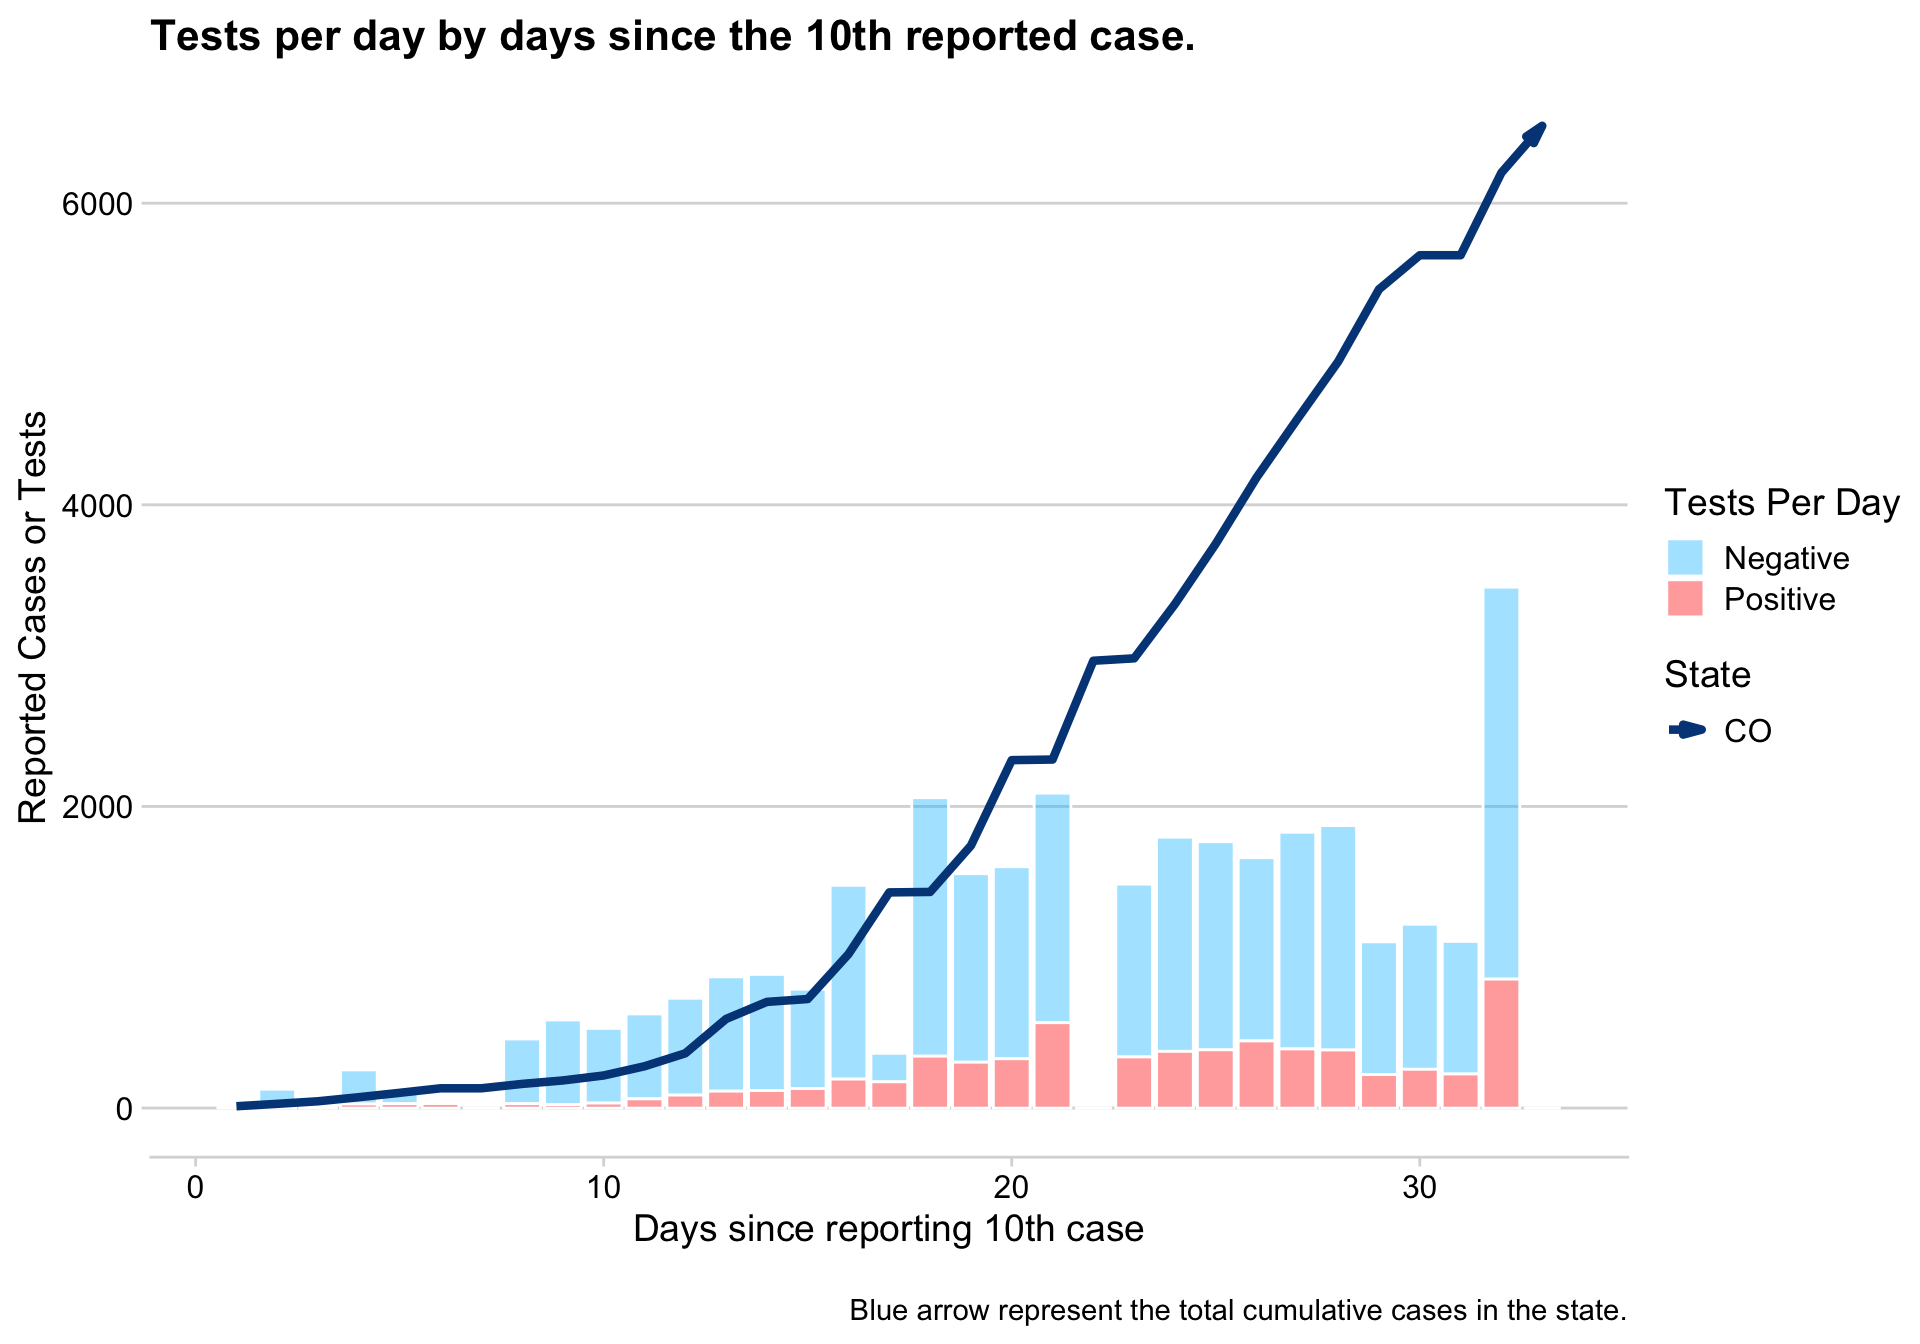 Tests per day by days since the 10th reported case.
Reported Cases or Tests
6000
4000
2000
0
0 10 20 30
Days since reporting 10th case
Tests Per Day
Negative
Positive
State
CO
Blue arrow represent the total cumulative cases in the state.